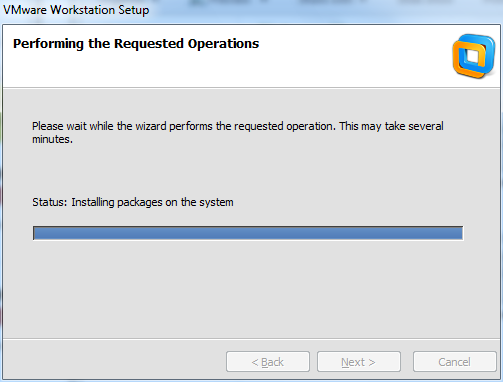 VMware Workstation Setup
Performing the Requested Operations
Please wait while the wizard performs the requested operation. This may take several
minutes.
Status: Installing packages on the system
< Back Next > Cancel